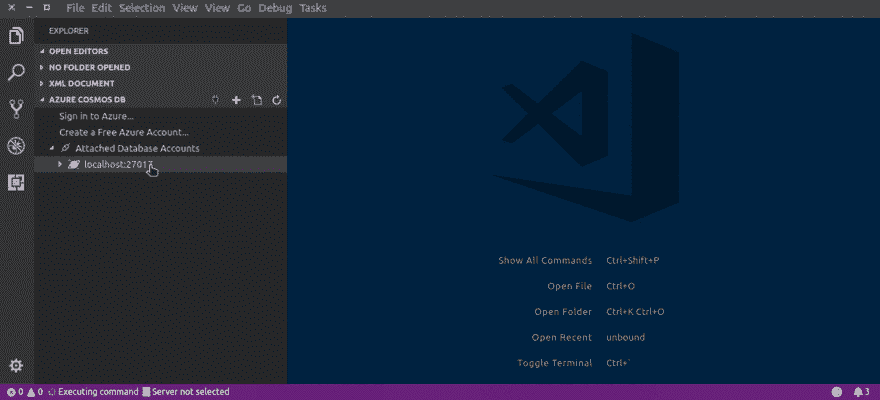 File Edit Selection View View Go Debug Tasks
EXPLORER
OPEN EDITORS
NO FOLDER OPENED
XML DOCUMENT
AZURE COSMOS DB
Sign in to Azure...
Create a Free Azure Account...
Attached Database Accounts
localhost:27017
Show All Commands Ctrl+Shift+P
Open File Ctrl+O
Open Folder Ctrl+K Ctrl+O
Open Recent unbound
Toggle Terminal Ctrl+`
0 0 Executing command Server not selected 3